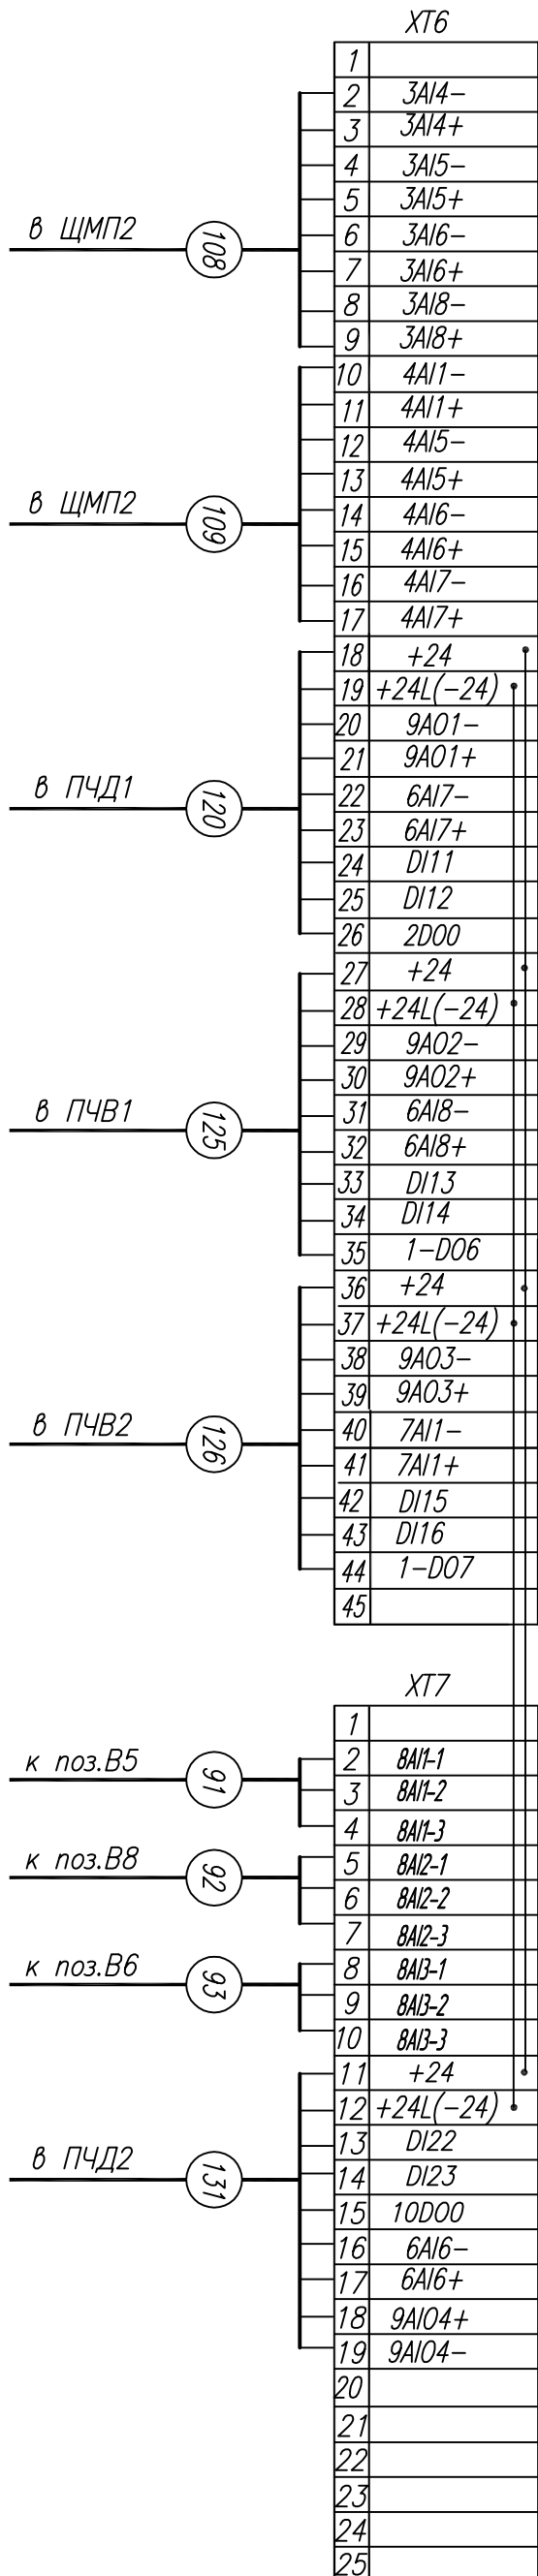 XT6
1
2 3AI4-
3 3AI4+
4 3AI5-
5 3AI5+
6 3AI6-
в ЩМП2 108
7 3AI6+
8 3AI8-
9 3AI8+
10 4AI1-
11 4AI1+
12 4AI5-
13 4AI5+
в ЩМП2 109
14 4AI6-
15 4AI6+
16 4AI7-
17 4AI7+
18 +24
19 +24L(-24)
20 9AO1-
21 9AO1+
22 6AI7-
в ПЧД1 120
23 6AI7+
24 DI11
25 DI12
26 2DO0
27 +24
28 +24L(-24)
29 9AO2-
30 9AO2+
31 6AI8-
в ПЧВ1 125
32 6AI8+
33 DI13
34 DI14
35 1-DO6
36 +24
37 +24L(-24)
38 9AO3-
39 9AO3+
40 7AI1-
в ПЧВ2 126
41 7AI1+
42 DI15
43 DI16
44 1-DO7
45
XT7
1
2 8AI1-1
к поз.В5 91
3 8AI1-2
4 8AI1-3
5 8AI2-1
к поз.В8 92
6 8AI2-2
7 8AI2-3
8 8AI3-1
к поз.В6 93
9 8AI3-2
10 8AI3-3
11 +24
12 +24L(-24)
13 DI22
в ПЧД2 131
14 DI23
15 10DO0
16 6AI6-
17 6AI6+
18 9AIO4+
19 9AIO4-
20
21
22
23
24
25